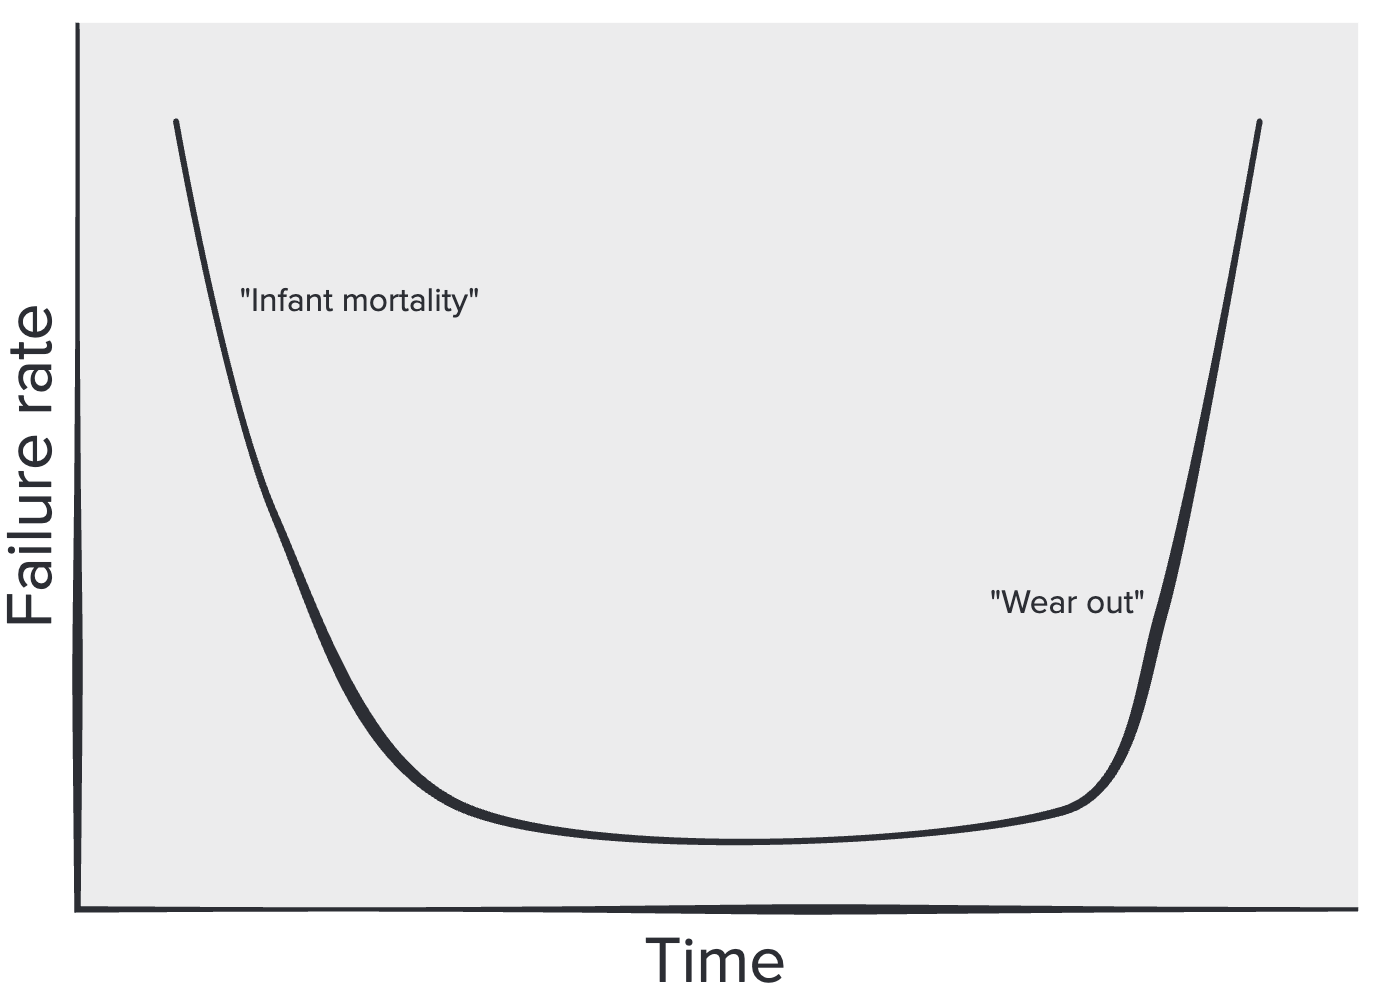 Failure rate
"Infant mortality"
"Wear out"
Time